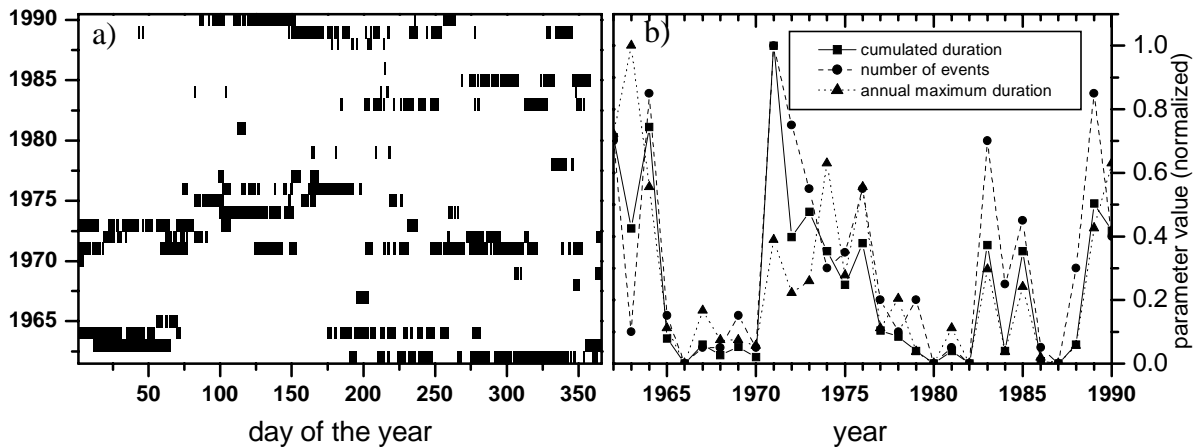 a)
1990
1985
1980
1975
1970
1965
50 100 150 200 250 300 350
day of the year
b)
cumulated duration
number of events
annual maximum duration
1.0
0.8
0.6
0.4
0.2
0.0
parameter value (normalized)
1965 1970 1975 1980 1985 1990
year